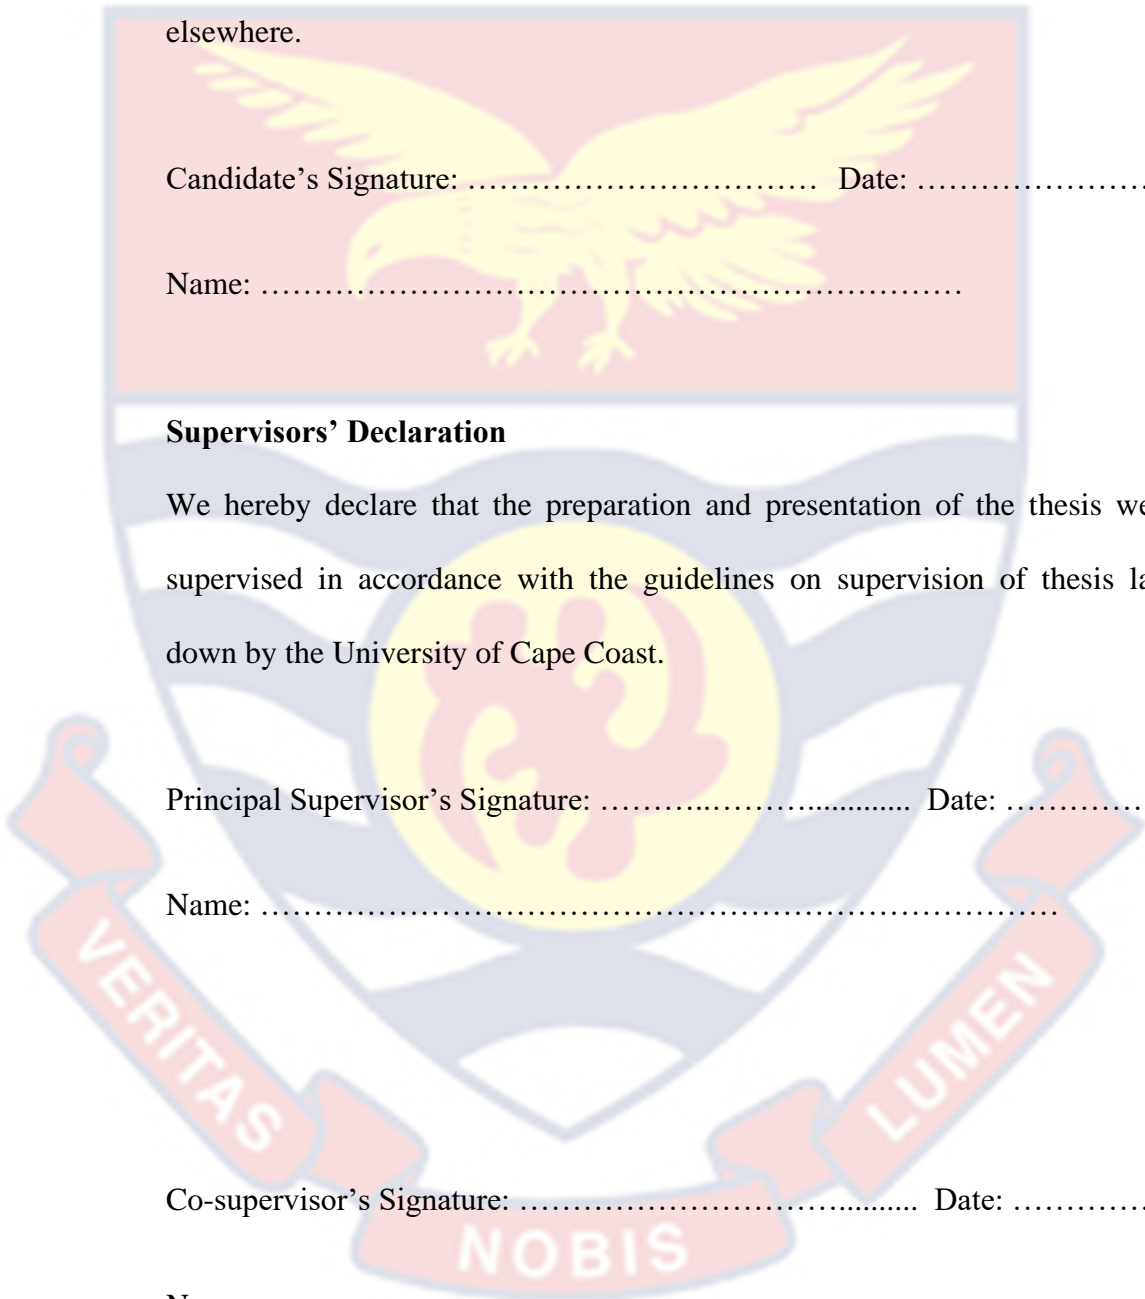 elsewhere.
Candidate’s Signature: …………………………… Date: …………………
Name: …………………………………………………………
Supervisors’ Declaration
We hereby declare that the preparation and presentation of the thesis we
supervised in accordance with the guidelines on supervision of thesis la
down by the University of Cape Coast.
Principal Supervisor’s Signature: ………..………............. Date: …………
Name: …………………………………………………………………
Co-supervisor’s Signature: ………………………….......... Date: …………
VERITAS
NOBIS
LUMEN